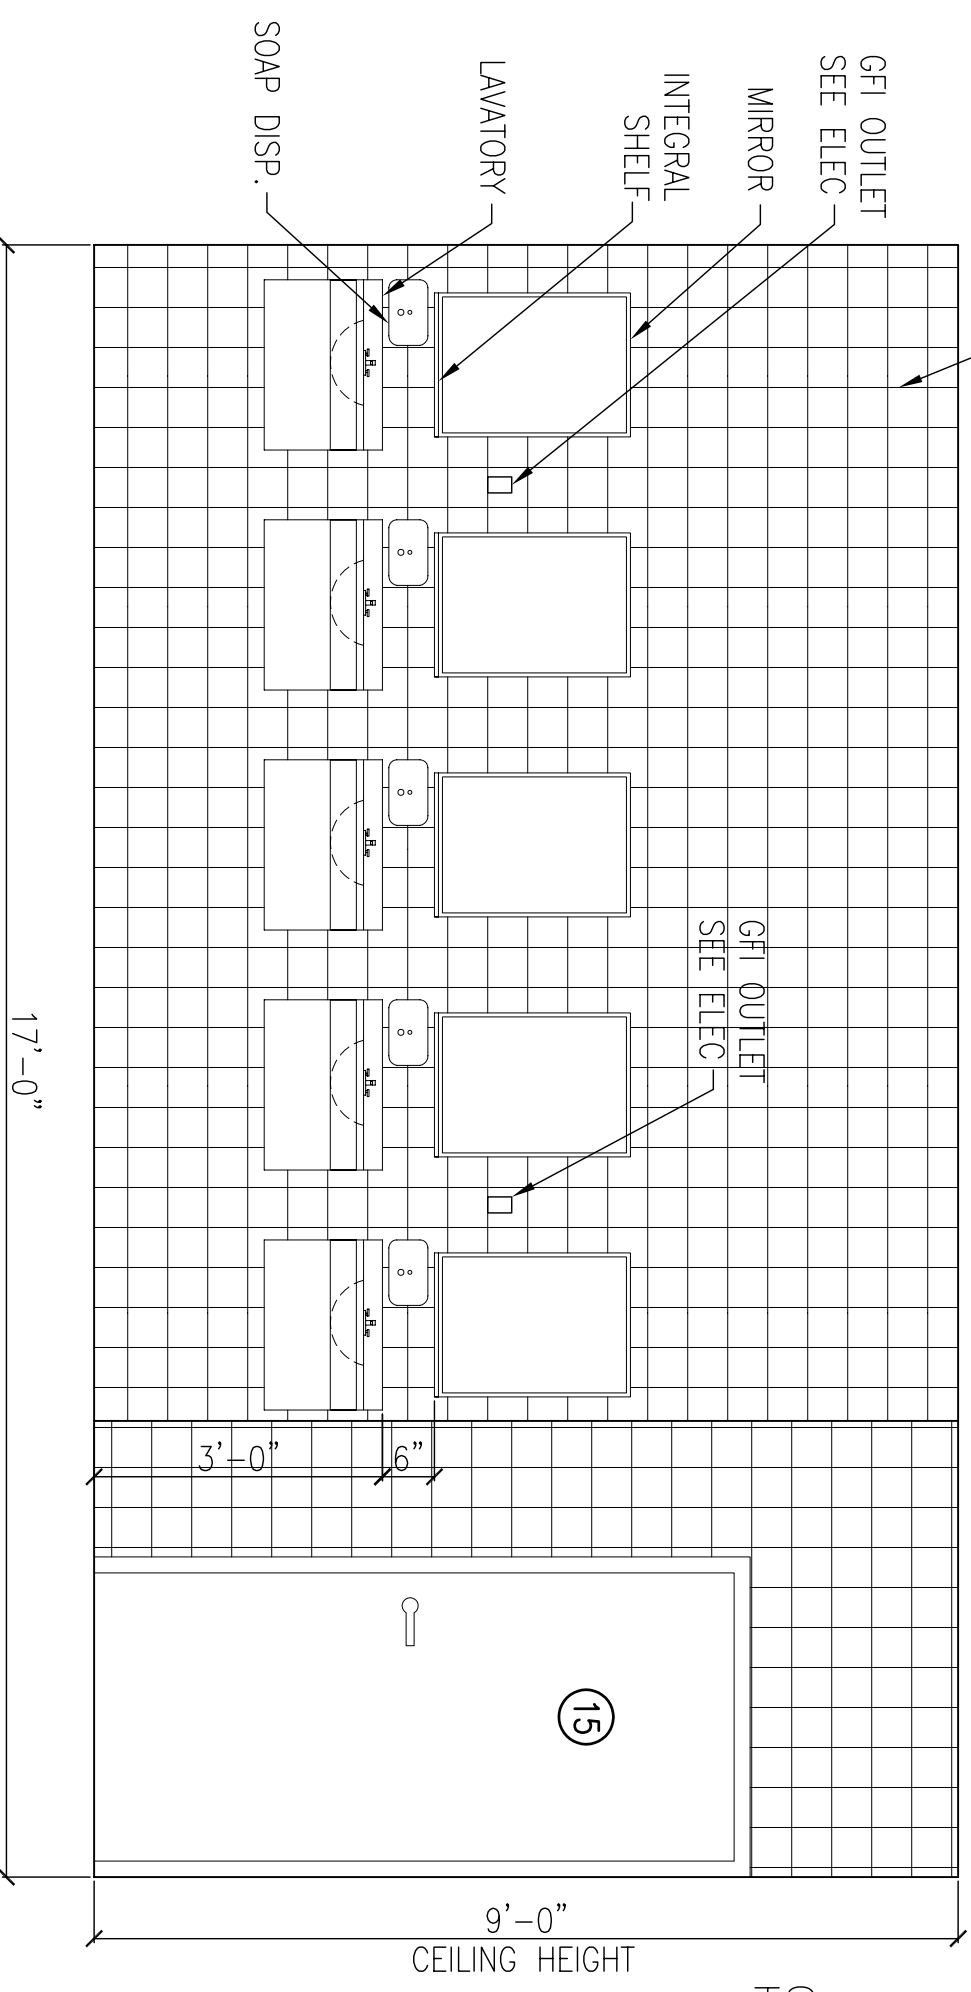 GFI OUTLET
SEE ELEC
MIRROR
INTEGRAL
SHELF
LAVATORY
SOAP DISP.
GFI OUTLET
SEE ELEC
17'-0"
3'-0"
6"
15
9'-0"
CEILING HEIGHT